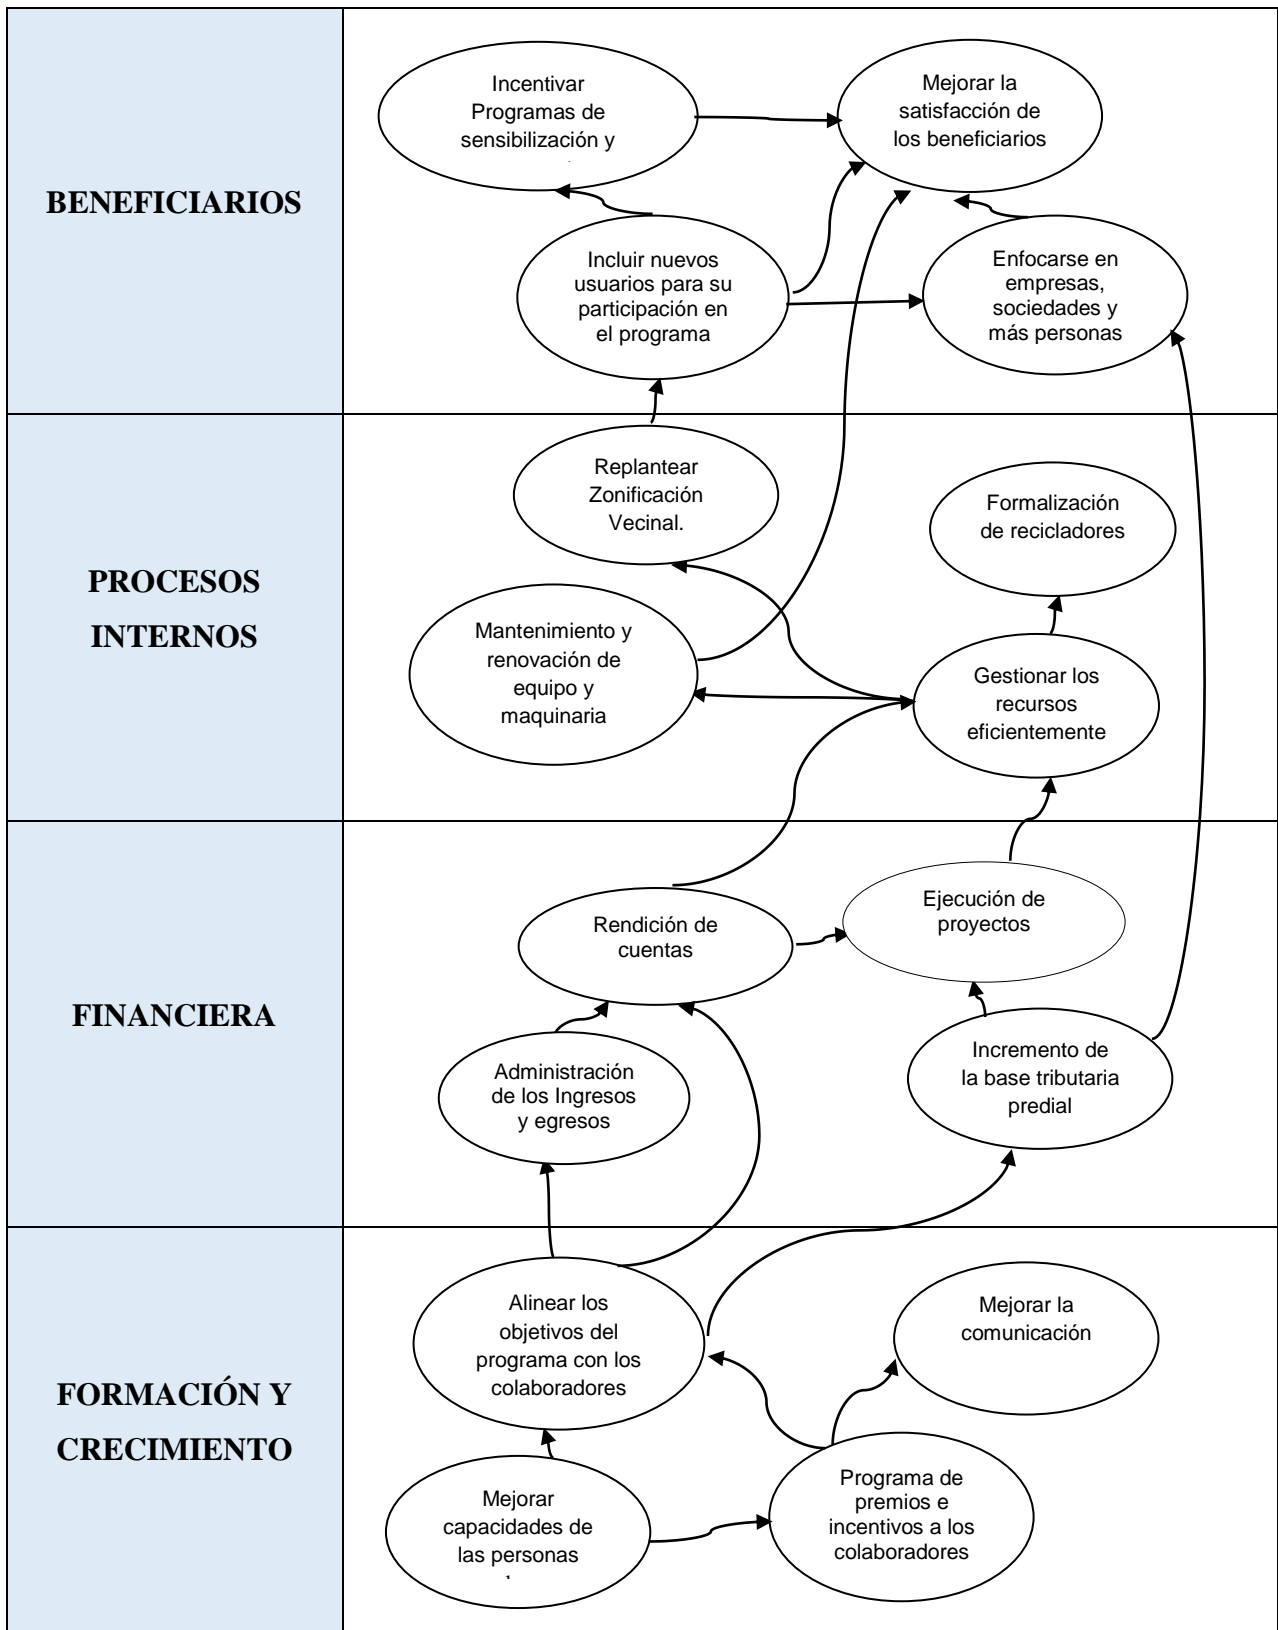 BENEFICIARIOS
Incentivar
Programas de
sensibilización y
Mejorar la
satisfacción de
los beneficiarios
Incluir nuevos
usuarios para su
participación en
el programa
Enfocarse en
empresas,
sociedades y
más personas
PROCESOS
INTERNOS
Replantear
Zonificación
Vecinal.
Formalización
de recicladores
Mantenimiento y
renovación de
equipo y
maquinaria
Gestionar los
recursos
eficientemente
FINANCIERA
Rendición de
cuentas
Ejecución de
proyectos
Administración
de los Ingresos
y egresos
Incremento de
la base tributaria
predial
FORMACIÓN Y
CRECIMIENTO
Alinear los
objetivos del
programa con los
colaboradores
Mejorar la
comunicación
Mejorar
capacidades de
las personas
Programa de
premios e
incentivos a los
colaboradores